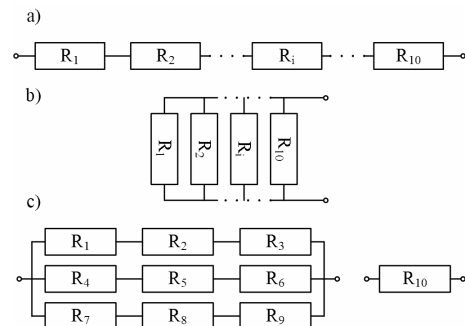 a)
R1 R2 . . . Ri . . . R10
b)
R1 R2 . . . Ri . . . R10
c)
R1 R2 R3
R4 R5 R6 R10
R7 R8 R9